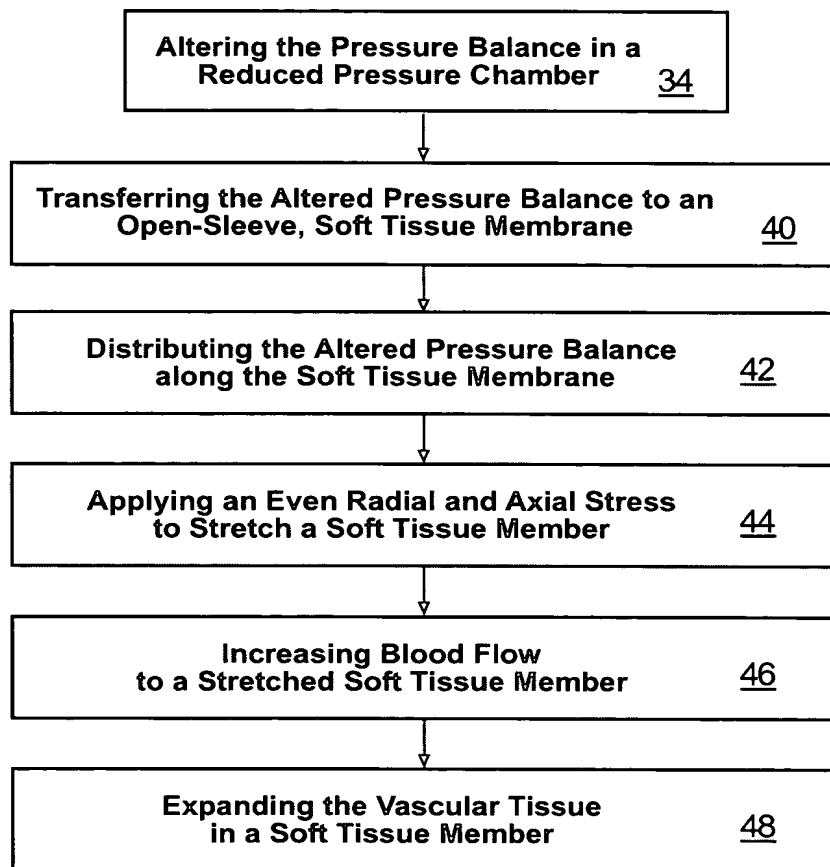 Altering the Pressure Balance in a
Reduced Pressure Chamber 34
Transferring the Altered Pressure Balance to an
Open-Sleeve, Soft Tissue Membrane 40
Distributing the Altered Pressure Balance
along the Soft Tissue Membrane 42
Applying an Even Radial and Axial Stress
to Stretch a Soft Tissue Member 44
Increasing Blood Flow
to a Stretched Soft Tissue Member 46
Expanding the Vascular Tissue
in a Soft Tissue Member 48